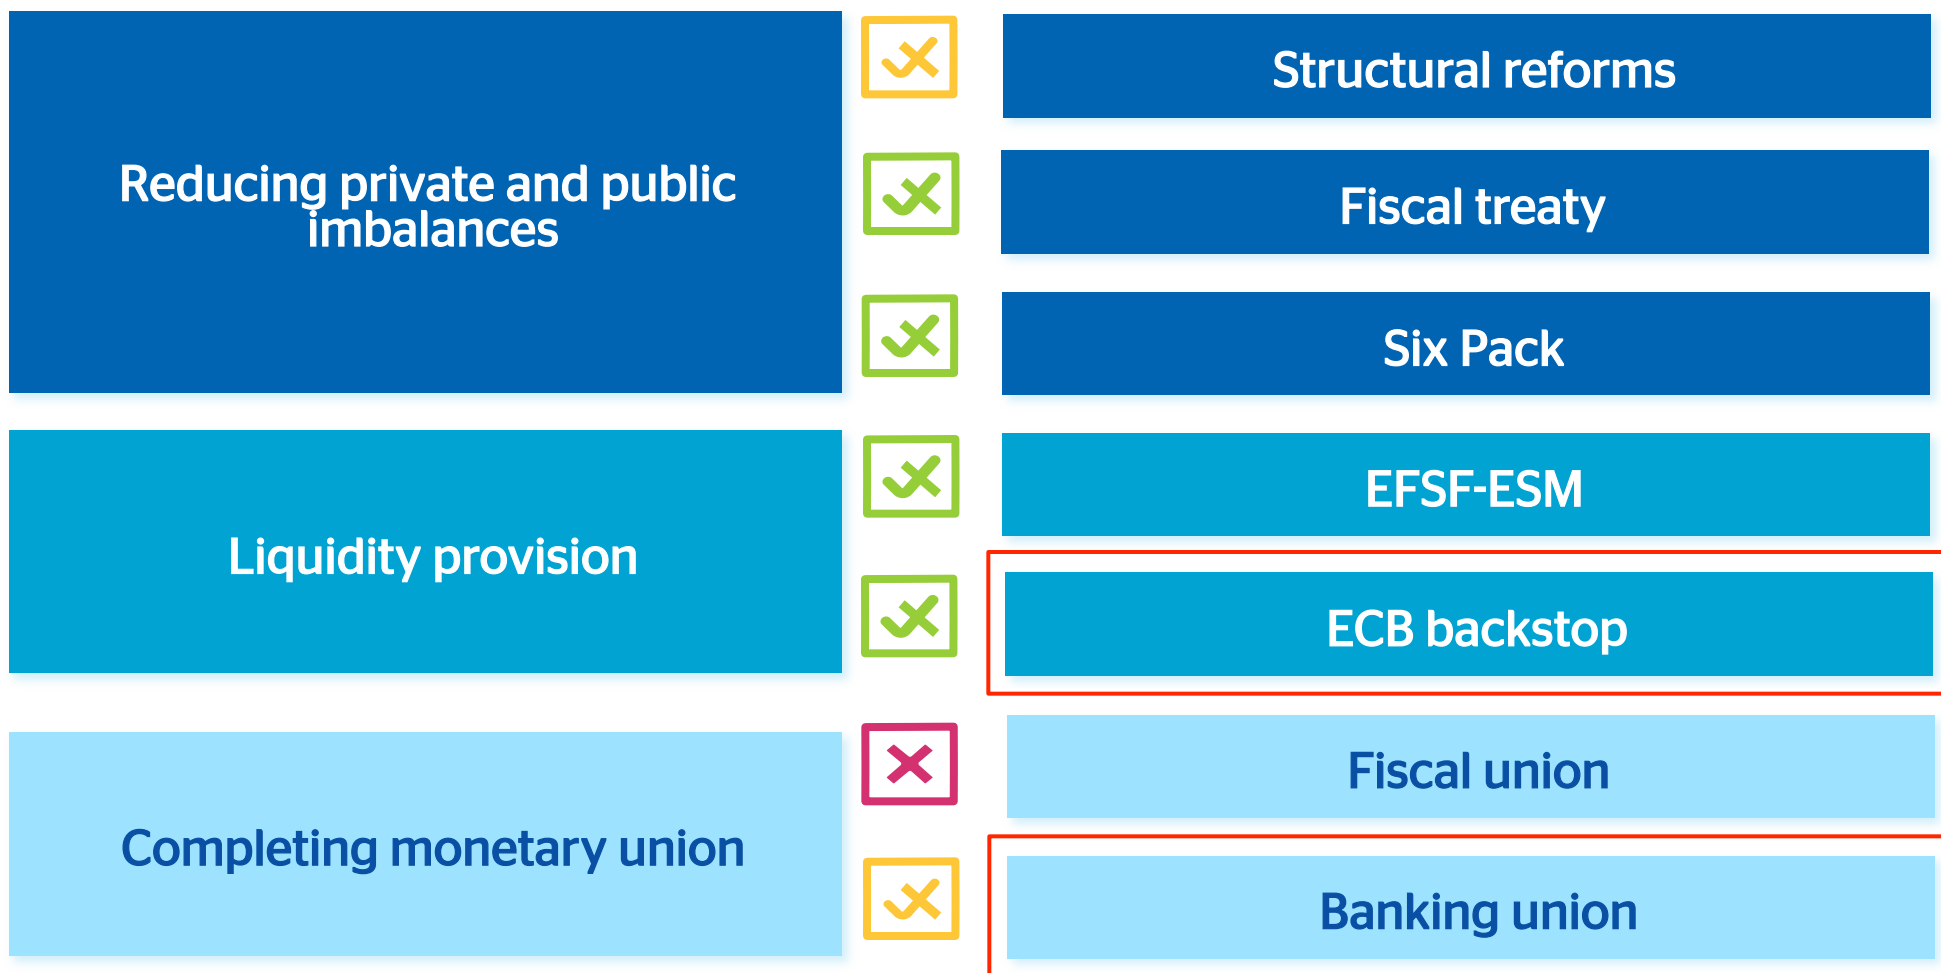 Reducing private and public
imbalances
Structural reforms
Fiscal treaty
Six Pack
Liquidity provision
EFSF-ESM
ECB backstop
Completing monetary union
Fiscal union
Banking union